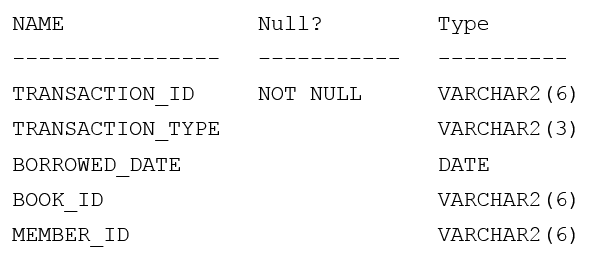 NAME Null? Type
---------------- ----------- ----------
TRANSACTION_ID NOT NULL VARCHAR2(6)
TRANSACTION_TYPE VARCHAR2(3)
BORROWED_DATE DATE
BOOK_ID VARCHAR2(6)
MEMBER_ID VARCHAR2(6)